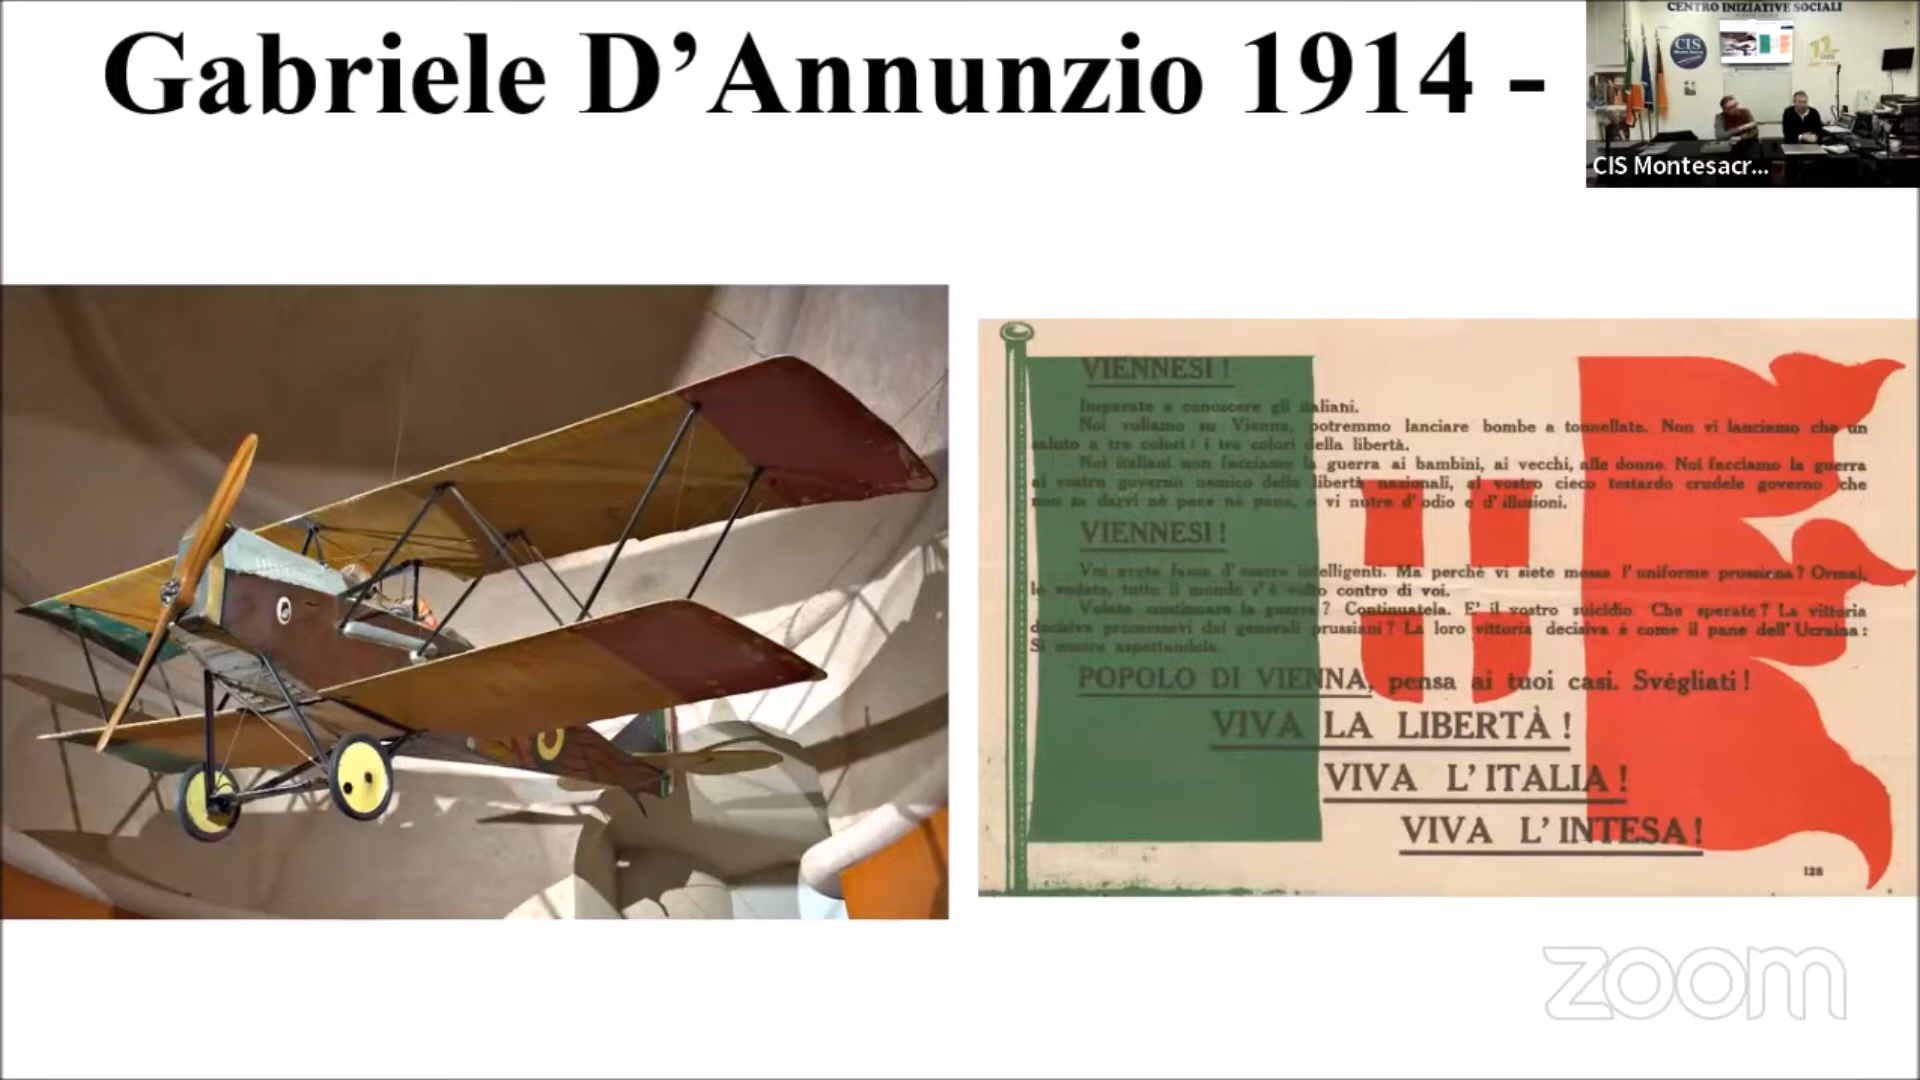 Gabriele D’Annunzio 1914 -
CENTRO INIZIATIVE SOCIALI
CIS
CIS Montesacr...
VIENNESI !
Imparate a conoscere gli italiani.
Noi voliamo su Vienna, potremmo lanciare bombe a tonnellate. Non vi lanciamo che un
saluto a tre colori: i tre colori della libertà.
Noi italiani non facciamo la guerra ai bambini, ai vecchi, alle donne. Noi facciamo la guerra
al vostro governo nemico delle libertà nazionali, al vostro cieco testardo crudele governo che
non sa darvi nè pace nè pane, e vi nutre d' odio e d' illusioni.
VIENNESI !
Voi avete fama d' essere intelligenti. Ma perchè vi siete messa l' uniforme prussiana ? Ormai,
lo vedete, tutto il mondo s' è volto contro di voi.
Volete continuare la guerra ? Continuatela. E' il vostro suicidio. Che sperate ? La vittoria
decisiva promessavi dai generali prussiani ? La loro vittoria decisiva è come il pane dell' Ucraina :
Si muore aspettandola.
POPOLO DI VIENNA, pensa ai tuoi casi. Svégliati !
VIVA LA LIBERTÀ !
VIVA L' ITALIA !
VIVA L' INTESA !
128
zoom